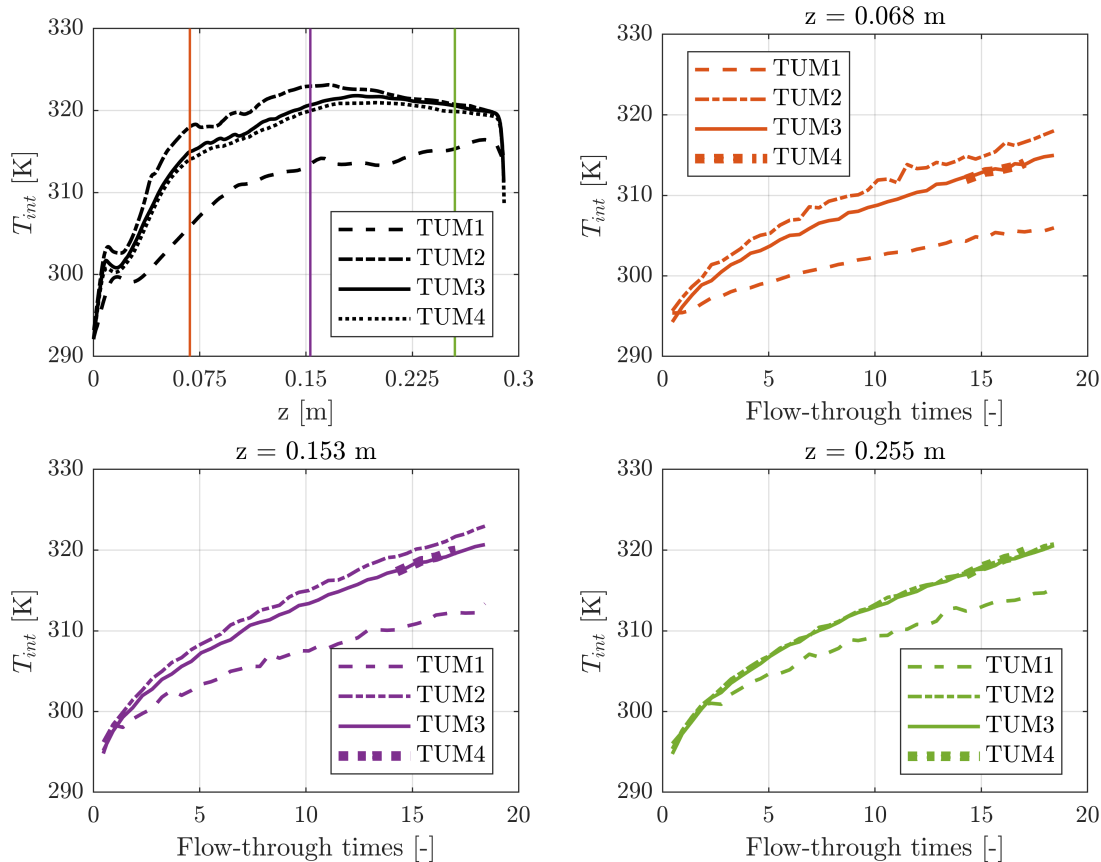 330
320
310
300
290
T_int [K]
TUM1
TUM2
TUM3
TUM4
0
0.075
0.15
0.225
0.3
z [m]
z = 0.068 m
330
320
310
300
290
T_int [K]
TUM1
TUM2
TUM3
TUM4
0
5
10
15
20
Flow-through times [-]
z = 0.153 m
330
320
310
300
290
T_int [K]
TUM1
TUM2
TUM3
TUM4
0
5
10
15
20
Flow-through times [-]
z = 0.255 m
330
320
310
300
290
T_int [K]
TUM1
TUM2
TUM3
TUM4
0
5
10
15
20
Flow-through times [-]